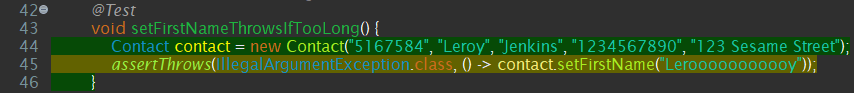 42 @Test
43 void setFirstNameThrowsIfTooLong() {
44 Contact contact = new Contact("5167584", "Leroy", "Jenkins", "1234567890", "123 Sesame Street");
45 assertThrows(IllegalArgumentException.class, () -> contact.setFirstName("Lerooooooooooy"));
46 }